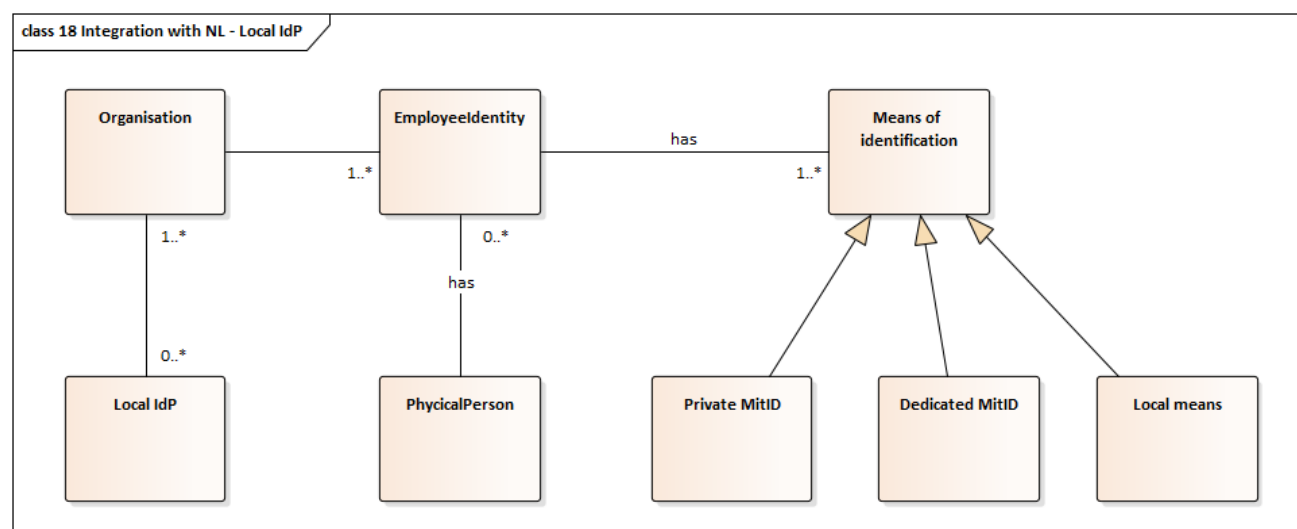 class 18 Integration with NL - Local IdP
Organisation
EmployeeIdentity
Means of
identification
has
1..*
1..*
1..*
0..*
has
0..*
Local IdP
PhycicalPerson
Private MitID
Dedicated MitID
Local means